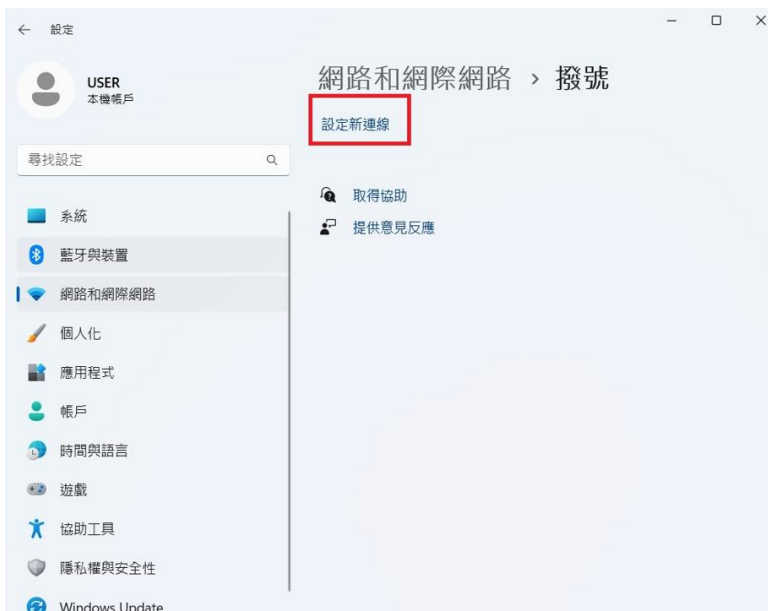 設定
USER
本機帳戶
尋找設定
系統
藍牙與裝置
網路和網際網路
個人化
應用程式
帳戶
時間與語言
遊戲
協助工具
隱私權與安全性
Windows Update
網路和網際網路 › 撥號
設定新連線
取得協助
提供意見反應